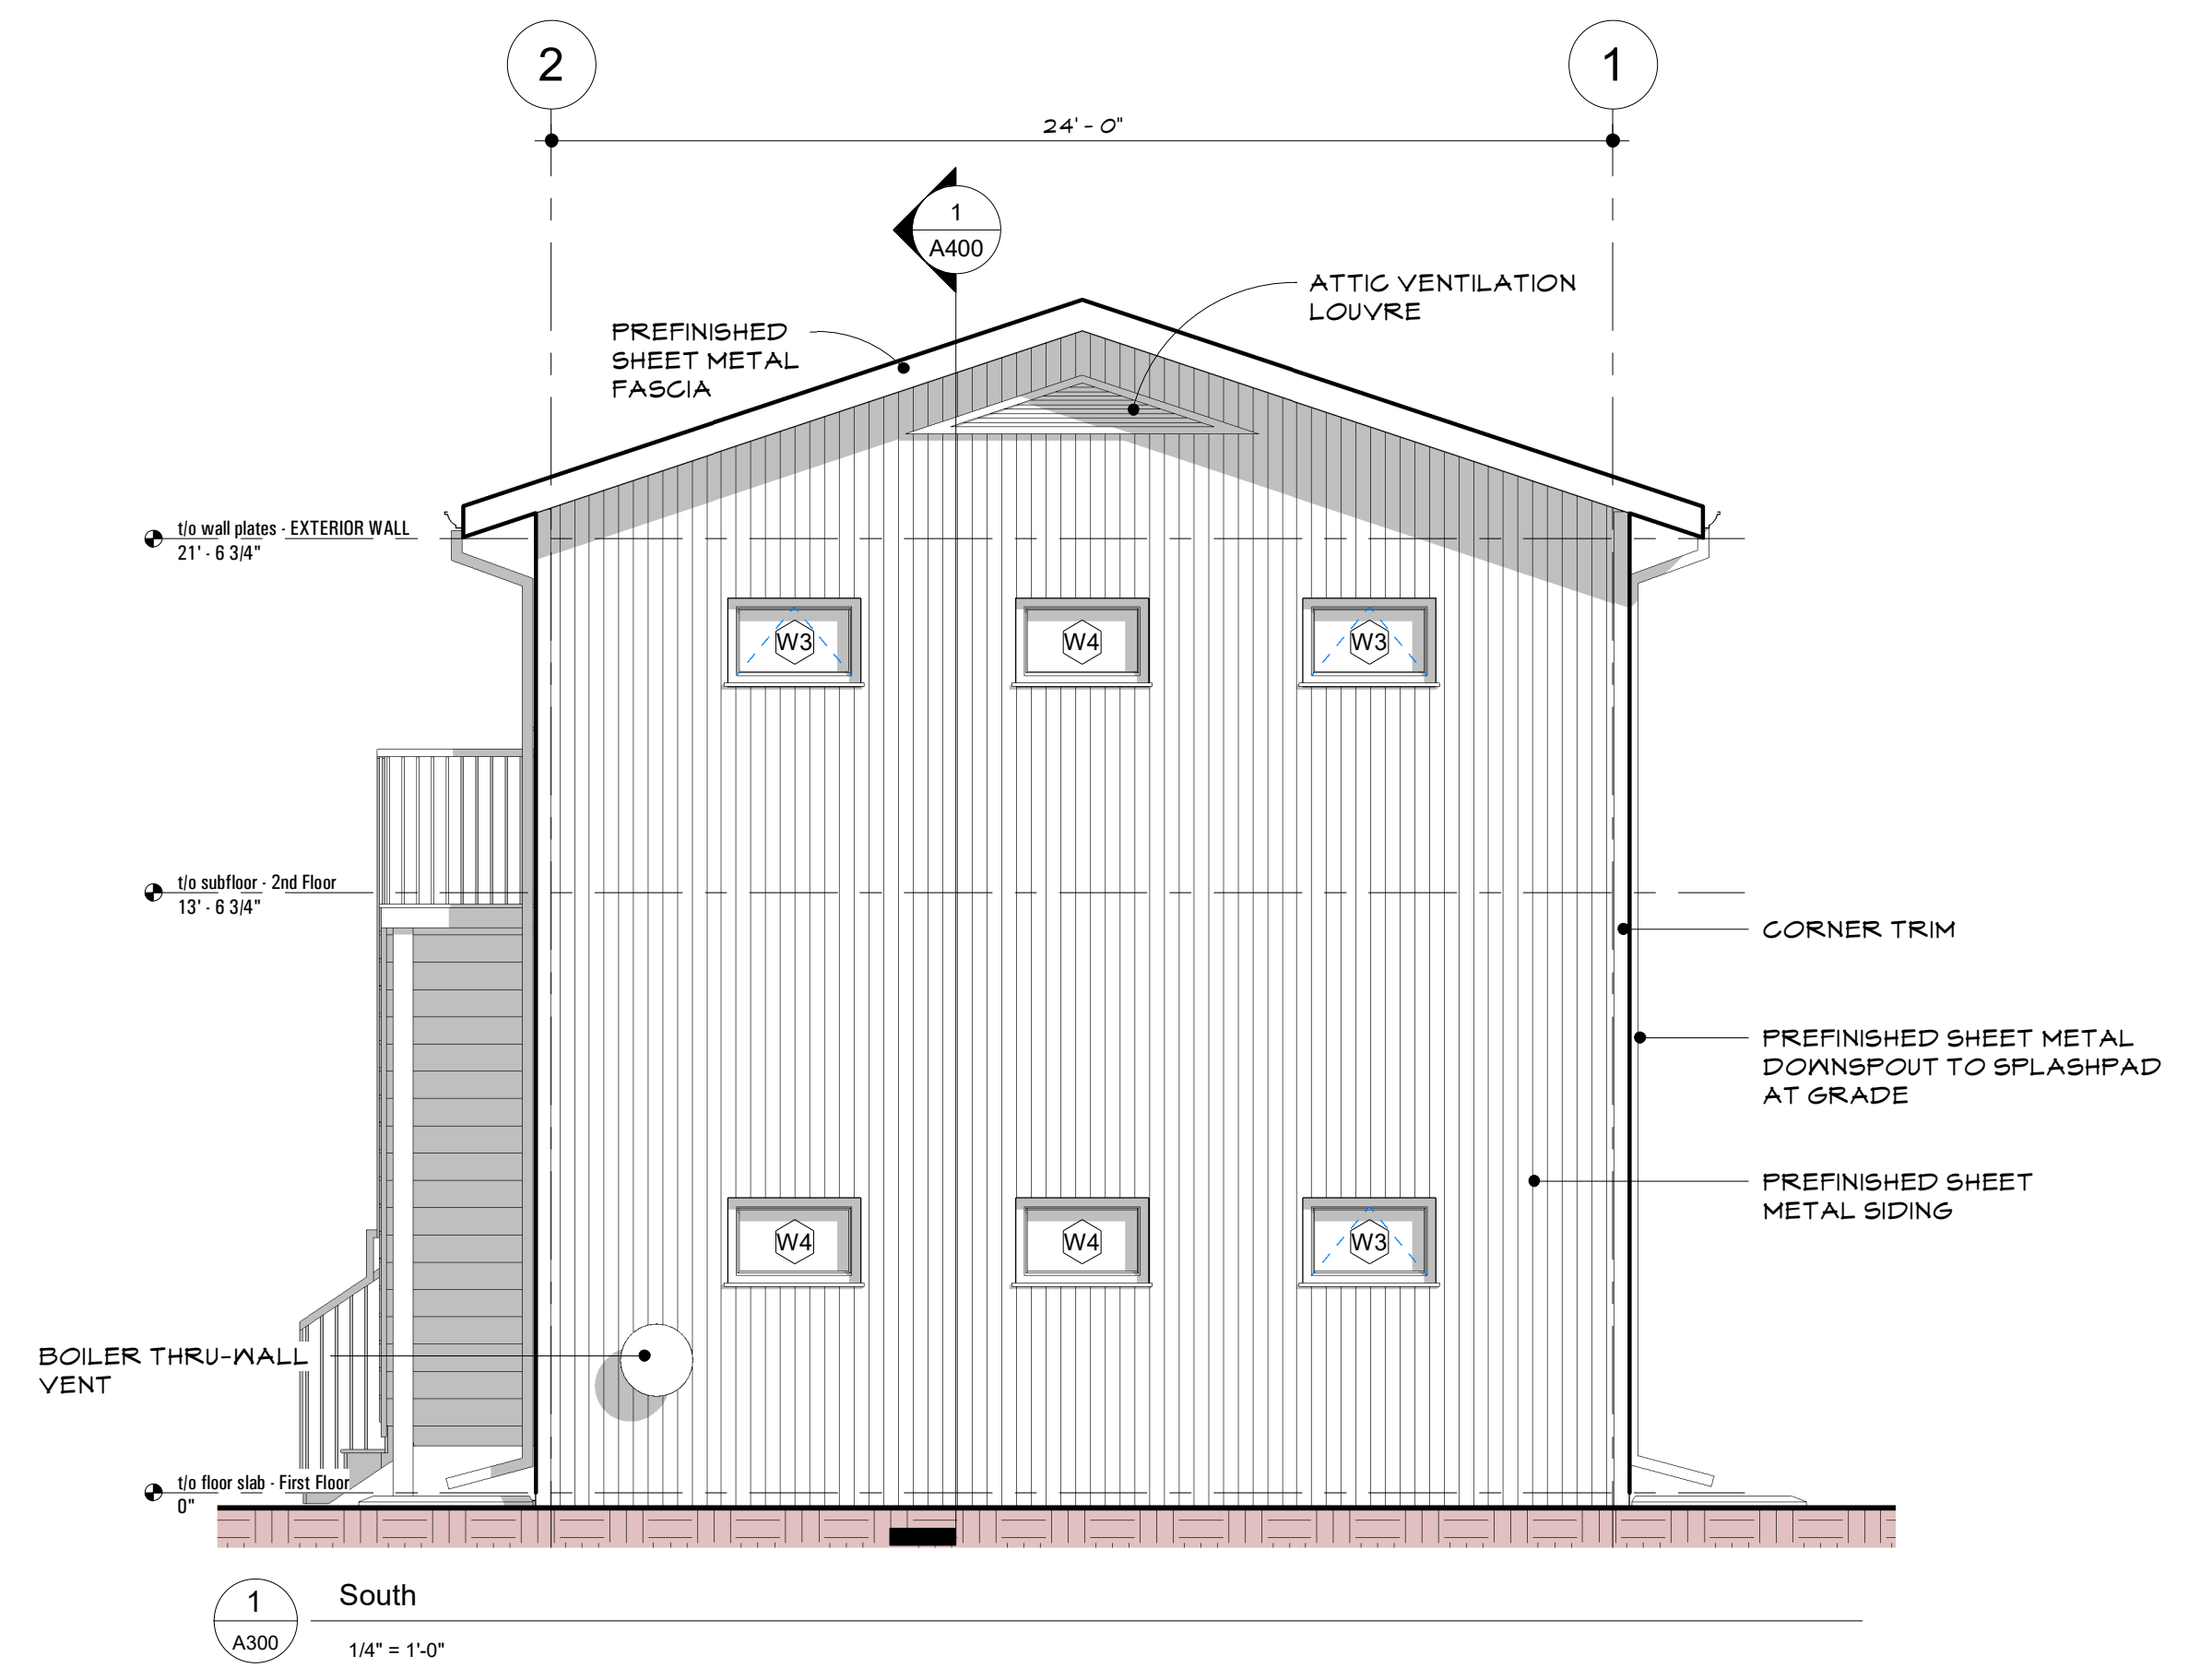 2
1
24' - 0"
1
A400
ATTIC VENTILATION
LOUVRE
PREFINISHED
SHEET METAL
FASCIA
t/o wall plates - EXTERIOR WALL
21' - 6 3/4"
W3
W4
W3
t/o subfloor - 2nd Floor
13' - 6 3/4"
CORNER TRIM
PREFINISHED SHEET METAL
DOWNSPOUT TO SPLASHPAD
AT GRADE
PREFINISHED SHEET
METAL SIDING
W4
W4
W3
BOILER THRU-WALL
VENT
t/o floor slab - First Floor
0"
1
A300
South
1/4" = 1'-0"